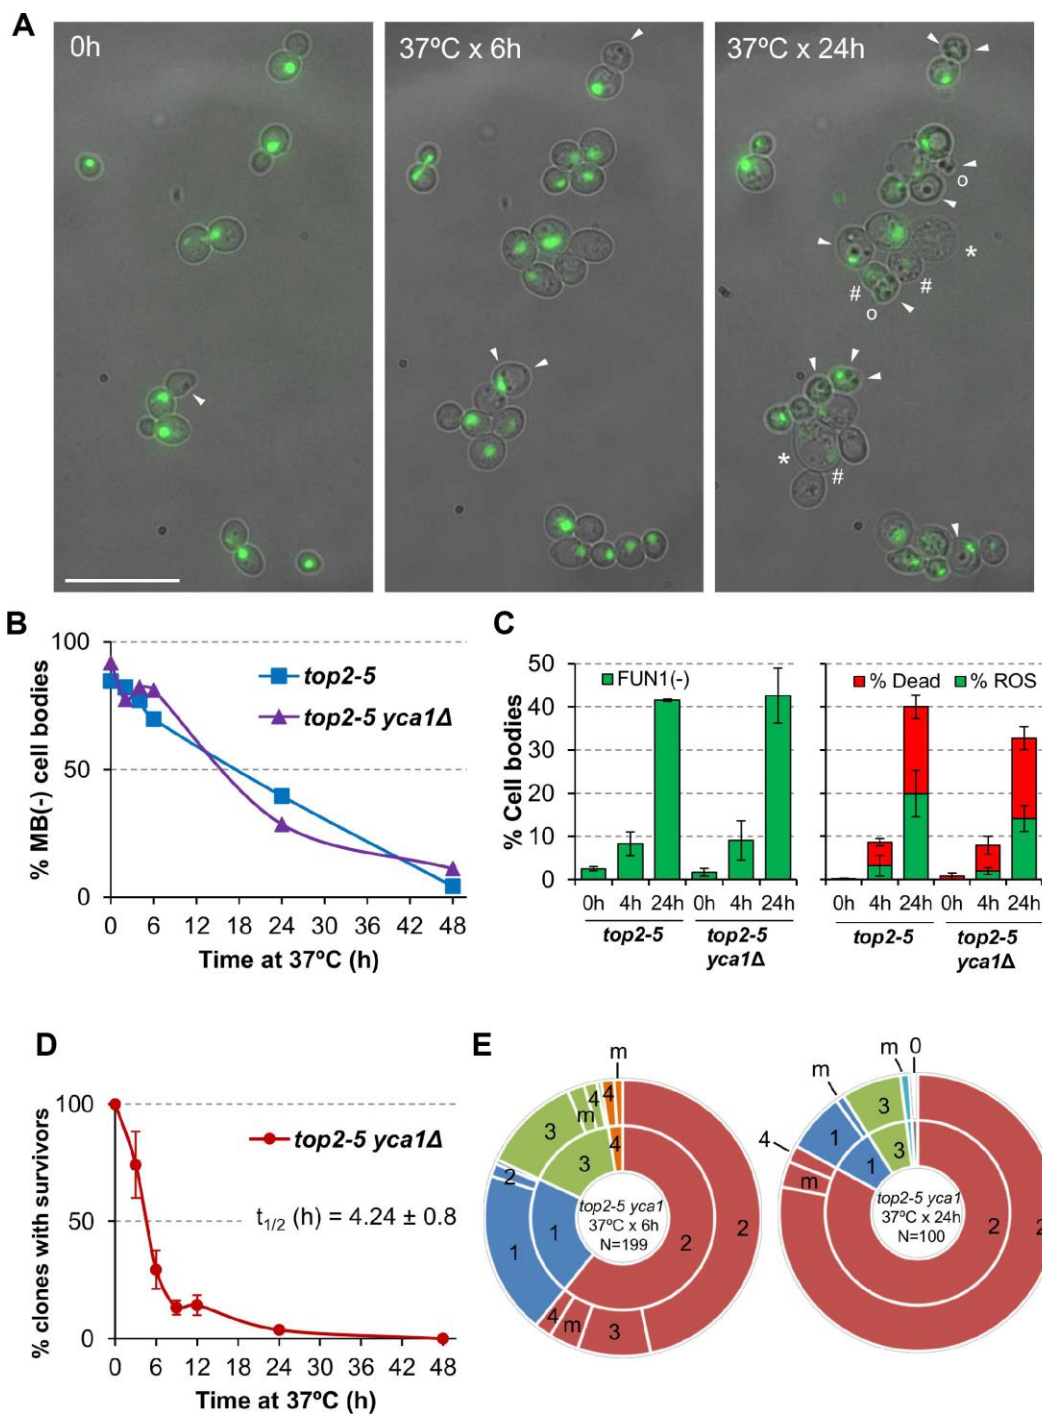 A
0h
37ºC x 6h
37ºC x 24h
o
*
#
#
o
*
#
B
% MB(-) cell bodies
100
50
0
top2-5
top2-5 yca1Δ
0 6 12 18 24 30 36 42 48
Time at 37ºC (h)
C
% Cell bodies
50
40
30
20
10
0
FUN1(-)
% Dead % ROS
0h 4h 24h 0h 4h 24h
top2-5 top2-5
yca1Δ
0h 4h 24h 0h 4h 24h
top2-5 top2-5
yca1Δ
D
% clones with survivors
100
50
0
top2-5 yca1Δ
t1/2 (h) = 4.24 ± 0.8
0 6 12 18 24 30 36 42 48
Time at 37ºC (h)
E
m
4
4
m
3
2
1
4
m
3
2
4
3
1
2
top2-5 yca1
37ºC x 6h
N=199
0
m
3
m
1
4
m
2
3
1
2
top2-5 yca1
37ºC x 24h
N=100